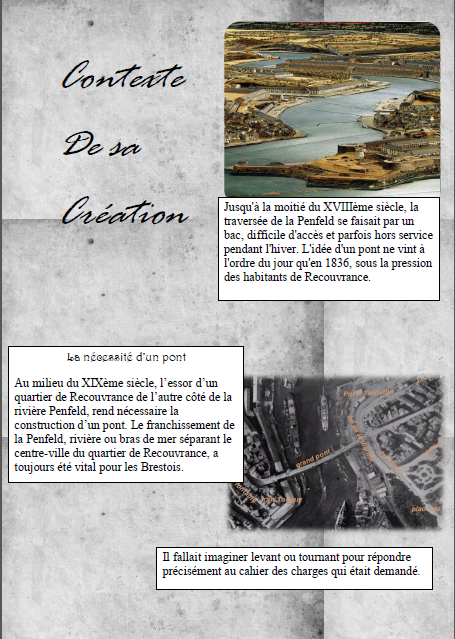 Contexte
De sa
Création
Jusqu'à la moitié du XVIIIème siècle, la
traversée de la Penfeld se faisait par un
bac, difficile d'accès et parfois hors service
pendant l'hiver. L'idée d'un pont ne vint à
l'ordre du jour qu'en 1836, sous la pression
des habitants de Recouvrance.
La nécessité d'un pont
Au milieu du XIXème siècle, l’essor d’un
quartier de Recouvrance de l’autre côté de la
rivière Penfeld, rend nécessaire la
construction d’un pont. Le franchissement de
la Penfeld, rivière ou bras de mer séparant le
centre-ville du quartier de Recouvrance, a
toujours été vital pour les Brestois.
grand pont
Il fallait imaginer levant ou tournant pour répondre
précisément au cahier des charges qui était demandé.